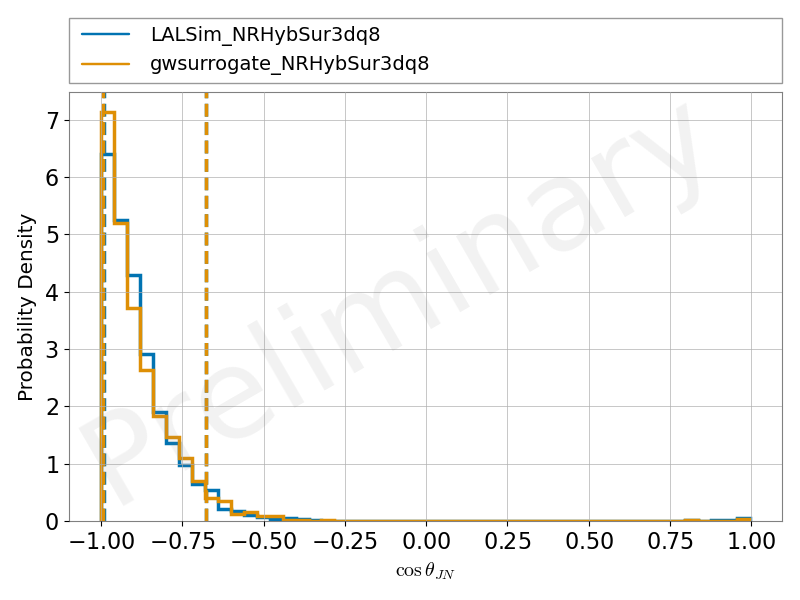 LALSim_NRHybSur3dq8
gwsurrogate_NRHybSur3dq8
Preliminary
Probability Density
7
6
5
4
3
2
1
0
−1.00 −0.75 −0.50 −0.25 0.00 0.25 0.50 0.75 1.00
cos θ_JN